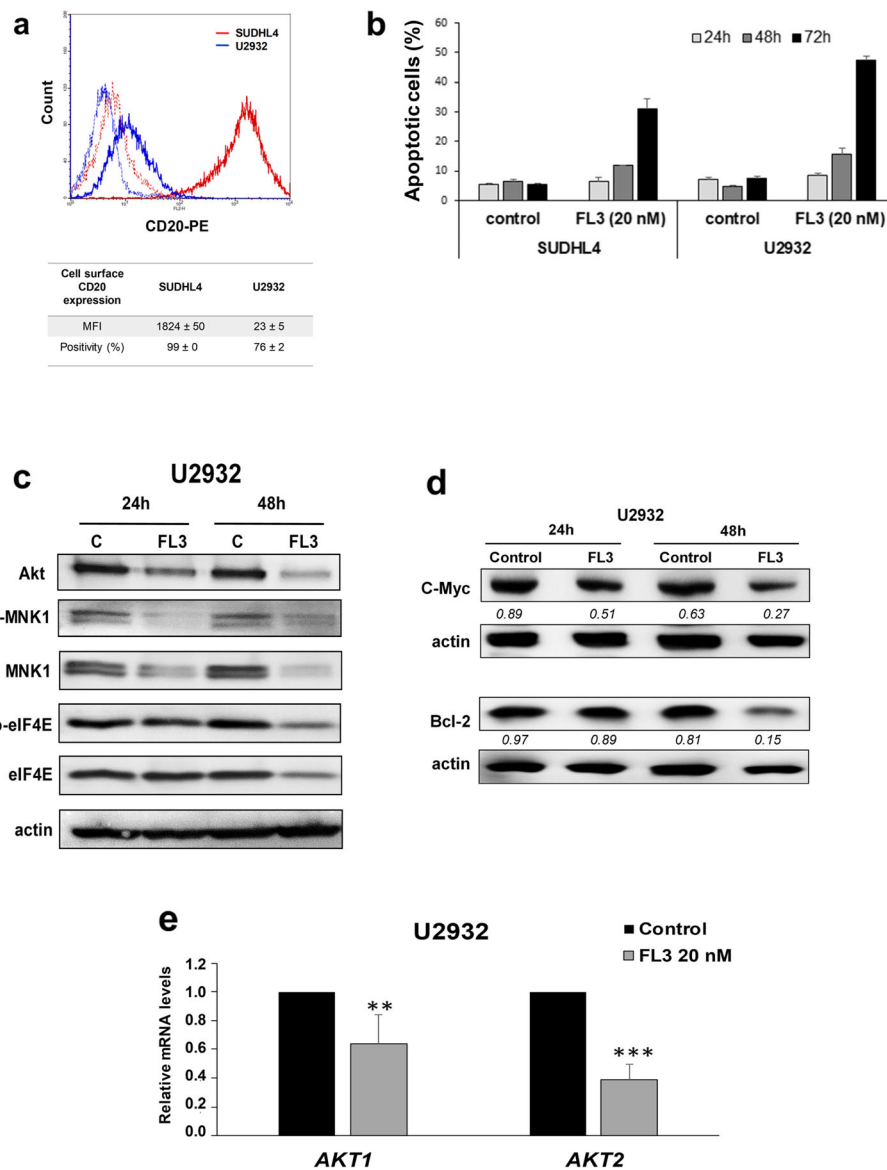 a
SUDHL4
U2932
Count
CD20-PE
Cell surface CD20 expression SUDHL4 U2932
MFI 1824 ± 50 23 ± 5
Positivity (%) 99 ± 0 76 ± 2
b
Apoptotic cells (%)
60
50
40
30
20
10
0
24h 48h 72h
control FL3 (20 nM) control FL3 (20 nM)
SUDHL4 U2932
c
U2932
24h 48h
C FL3 C FL3
Akt
-MNK1
MNK1
-eIF4E
eIF4E
actin
d
U2932
24h 48h
Control FL3 Control FL3
C-Myc
0.89 0.51 0.63 0.27
actin
Bcl-2
0.97 0.89 0.81 0.15
actin
e
U2932
Control
FL3 20 nM
Relative mRNA levels
1.2
1.0
0.8
0.6
0.4
0.2
0.0
**
***
AKT1 AKT2